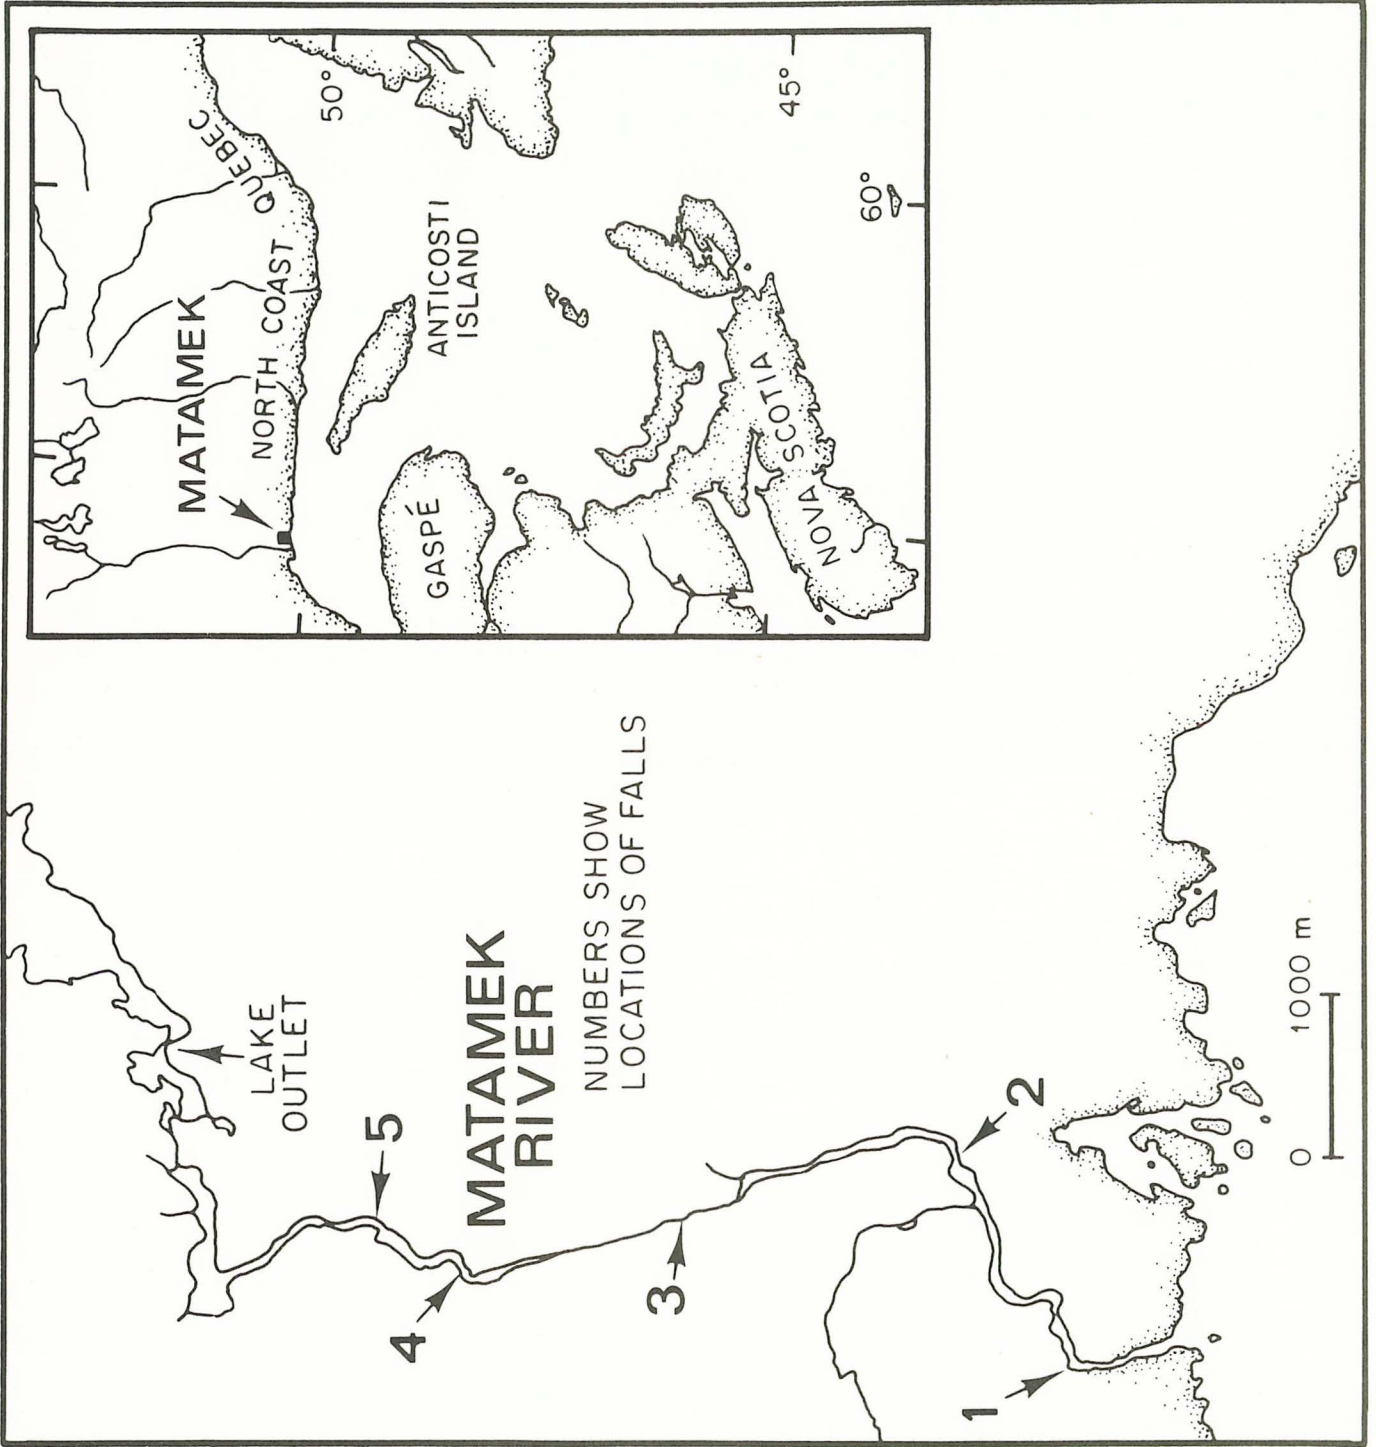 QUEBEC
50°
MATAMEK
NORTH COAST
45°
60°
ANTICOSTI
ISLAND
GASPÉ
NOVA SCOTIA
LAKE
OUTLET
5
MATAMEK
RIVER
NUMBERS SHOW
LOCATIONS OF FALLS
4
3
2
1
0 1000 m